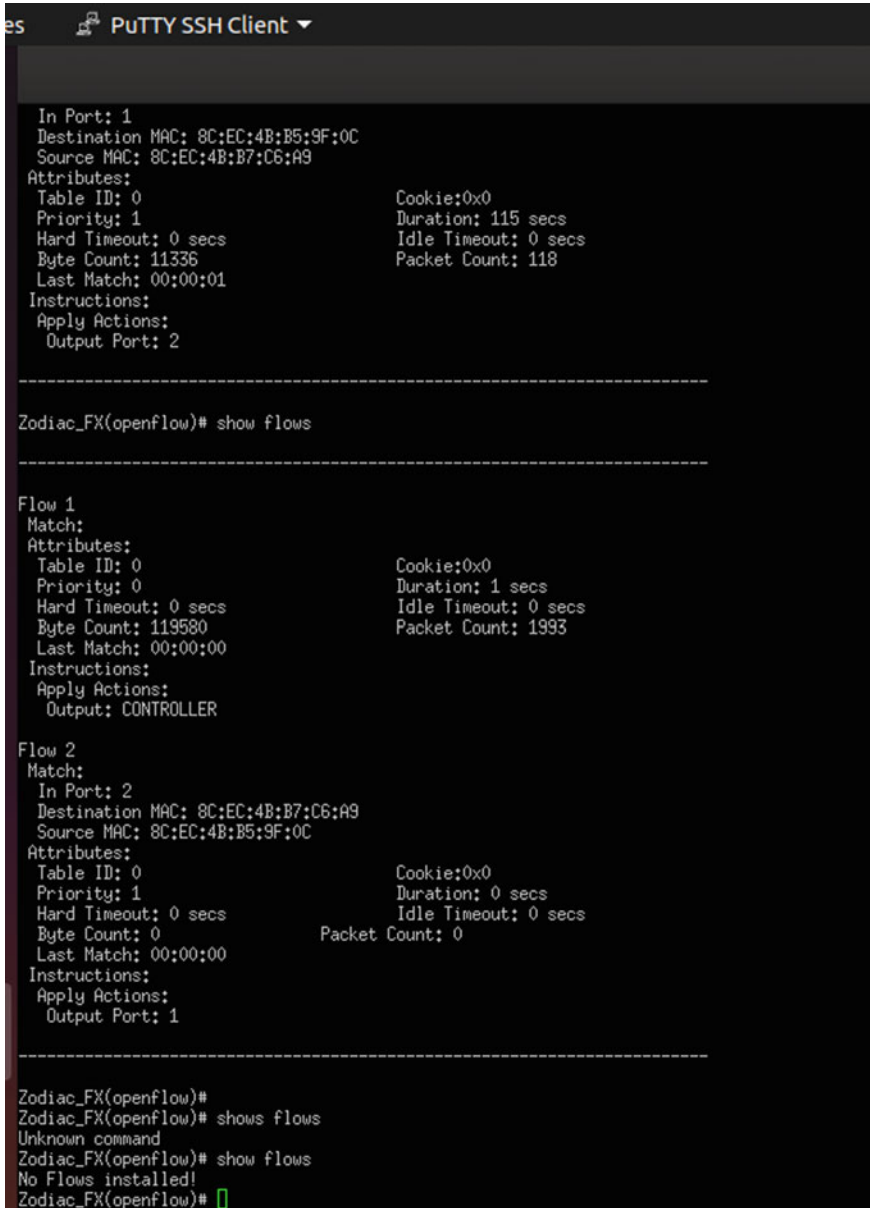 es PuTTY SSH Client
In Port: 1
Destination MAC: 8C:EC:4B:B5:9F:0C
Source MAC: 8C:EC:4B:B7:C6:A9
Attributes:
Table ID: 0 Cookie:0x0
Priority: 1 Duration: 115 secs
Hard Timeout: 0 secs Idle Timeout: 0 secs
Byte Count: 11336 Packet Count: 118
Last Match: 00:00:01
Instructions:
Apply Actions:
Output Port: 2
-------------------------------------------------------------------------
Zodiac_FX(openflow)# show flows
-------------------------------------------------------------------------
Flow 1
Match:
Attributes:
Table ID: 0 Cookie:0x0
Priority: 0 Duration: 1 secs
Hard Timeout: 0 secs Idle Timeout: 0 secs
Byte Count: 119580 Packet Count: 1993
Last Match: 00:00:00
Instructions:
Apply Actions:
Output: CONTROLLER
Flow 2
Match:
In Port: 2
Destination MAC: 8C:EC:4B:B7:C6:A9
Source MAC: 8C:EC:4B:B5:9F:0C
Attributes:
Table ID: 0 Cookie:0x0
Priority: 1 Duration: 0 secs
Hard Timeout: 0 secs Idle Timeout: 0 secs
Byte Count: 0 Packet Count: 0
Last Match: 00:00:00
Instructions:
Apply Actions:
Output Port: 1
-------------------------------------------------------------------------
Zodiac_FX(openflow)#
Zodiac_FX(openflow)# shows flows
Unknown command
Zodiac_FX(openflow)# show flows
No Flows installed!
Zodiac_FX(openflow)#